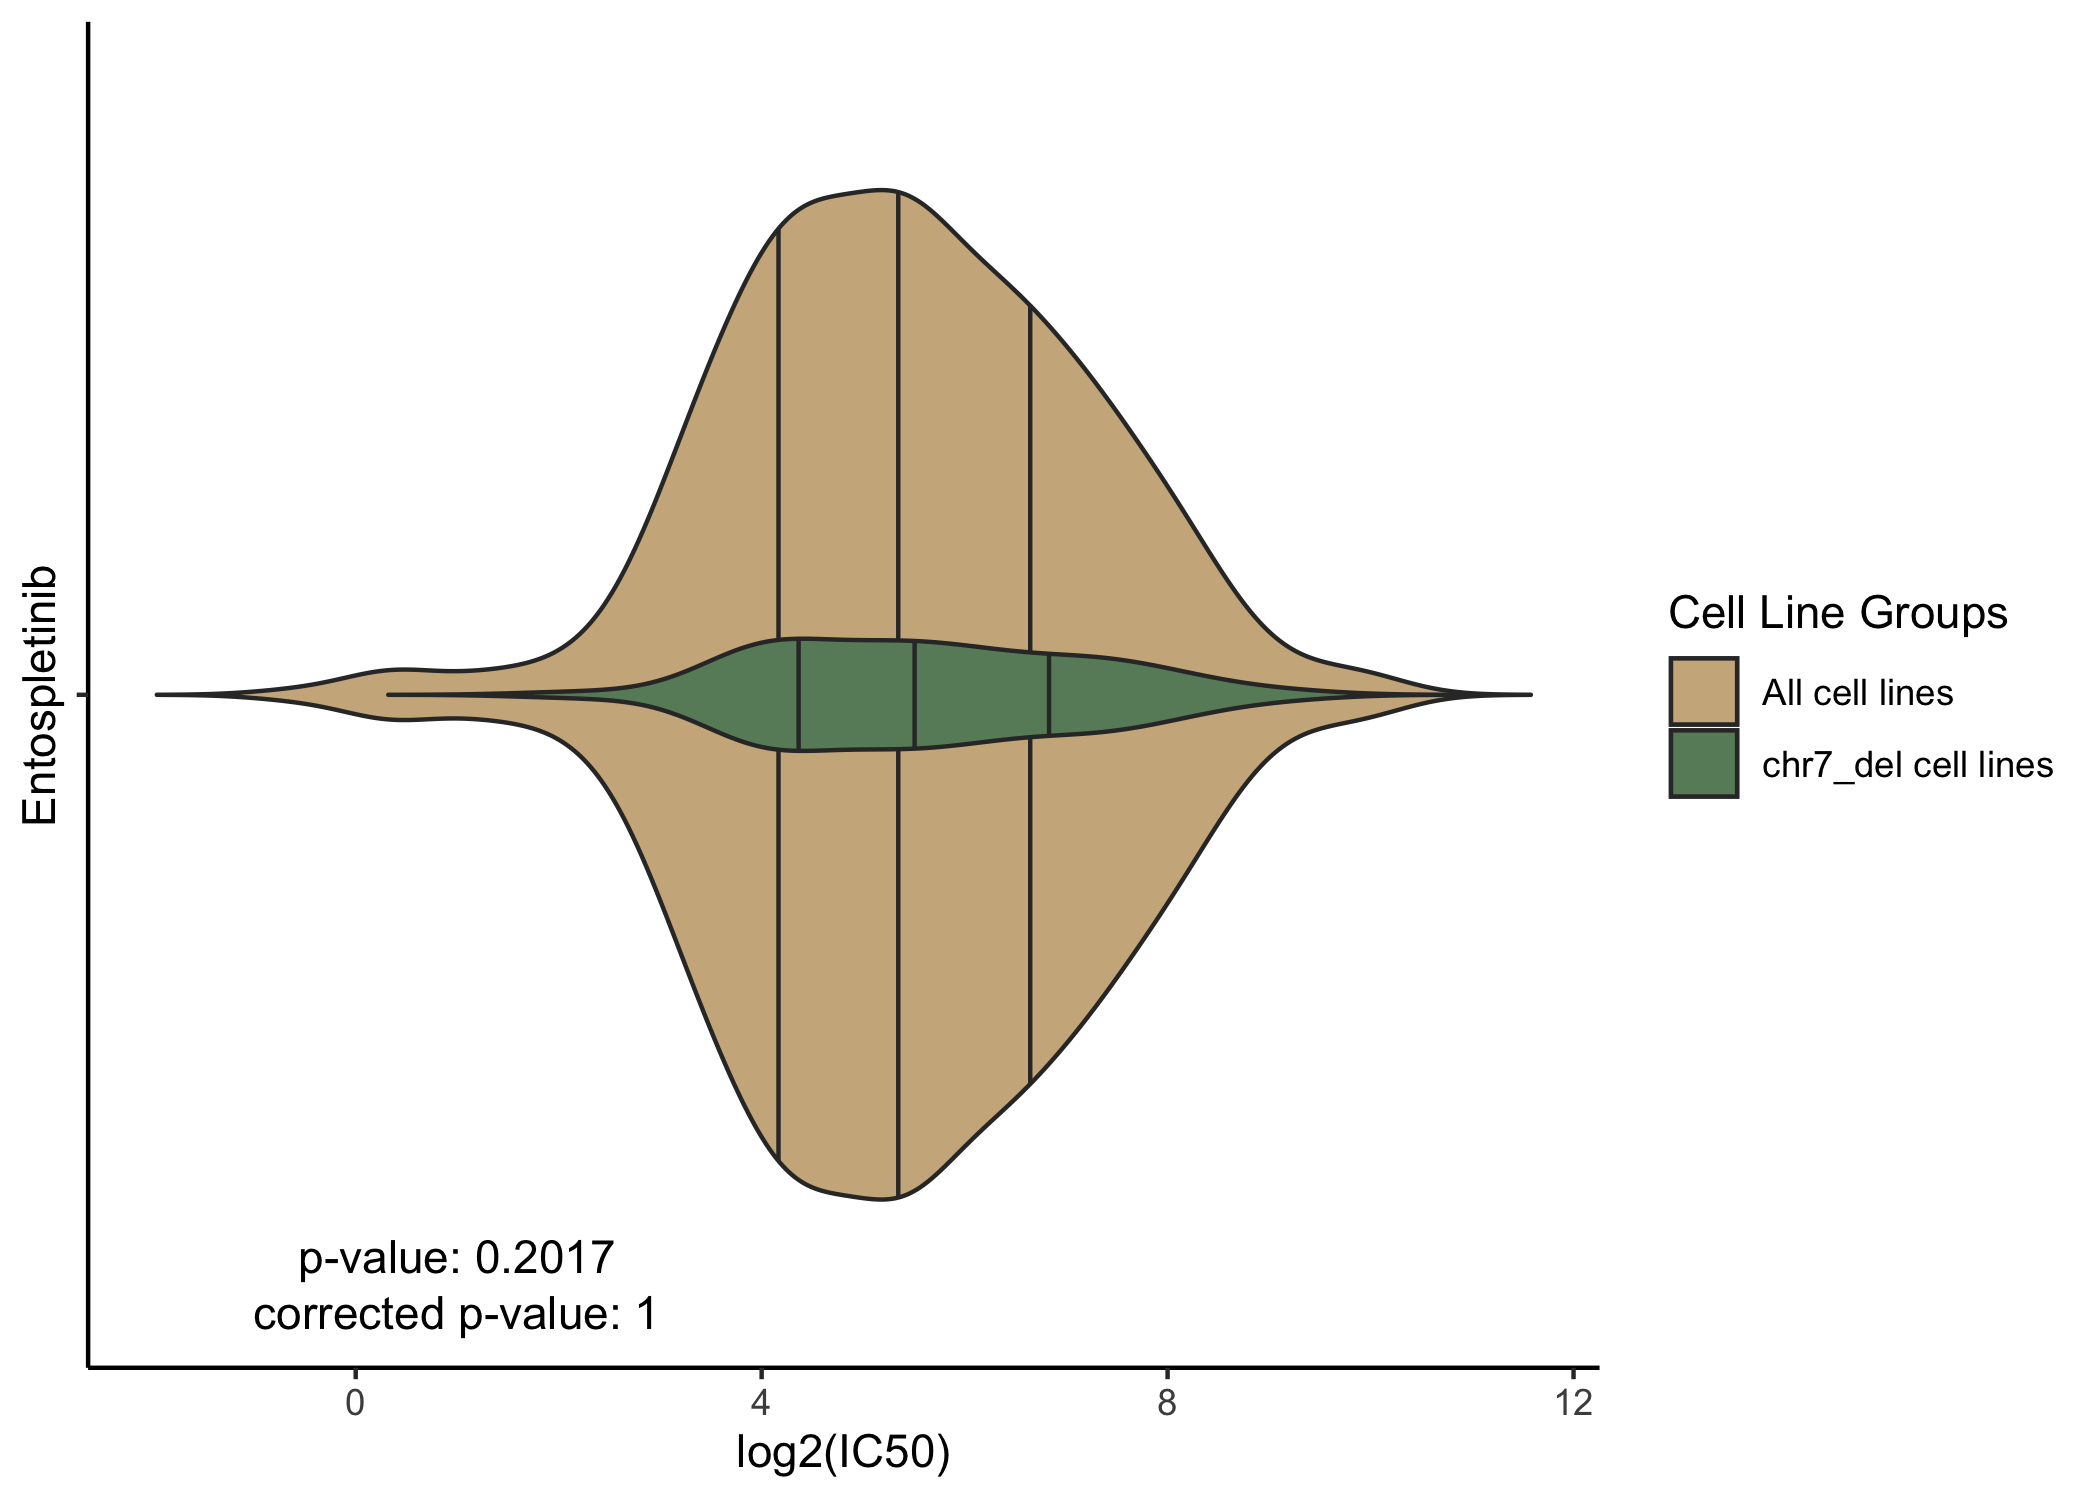 Entospletinib
p-value: 0.2017
corrected p-value: 1
0 4 8 12
log2(IC50)
Cell Line Groups
All cell lines
chr7_del cell lines